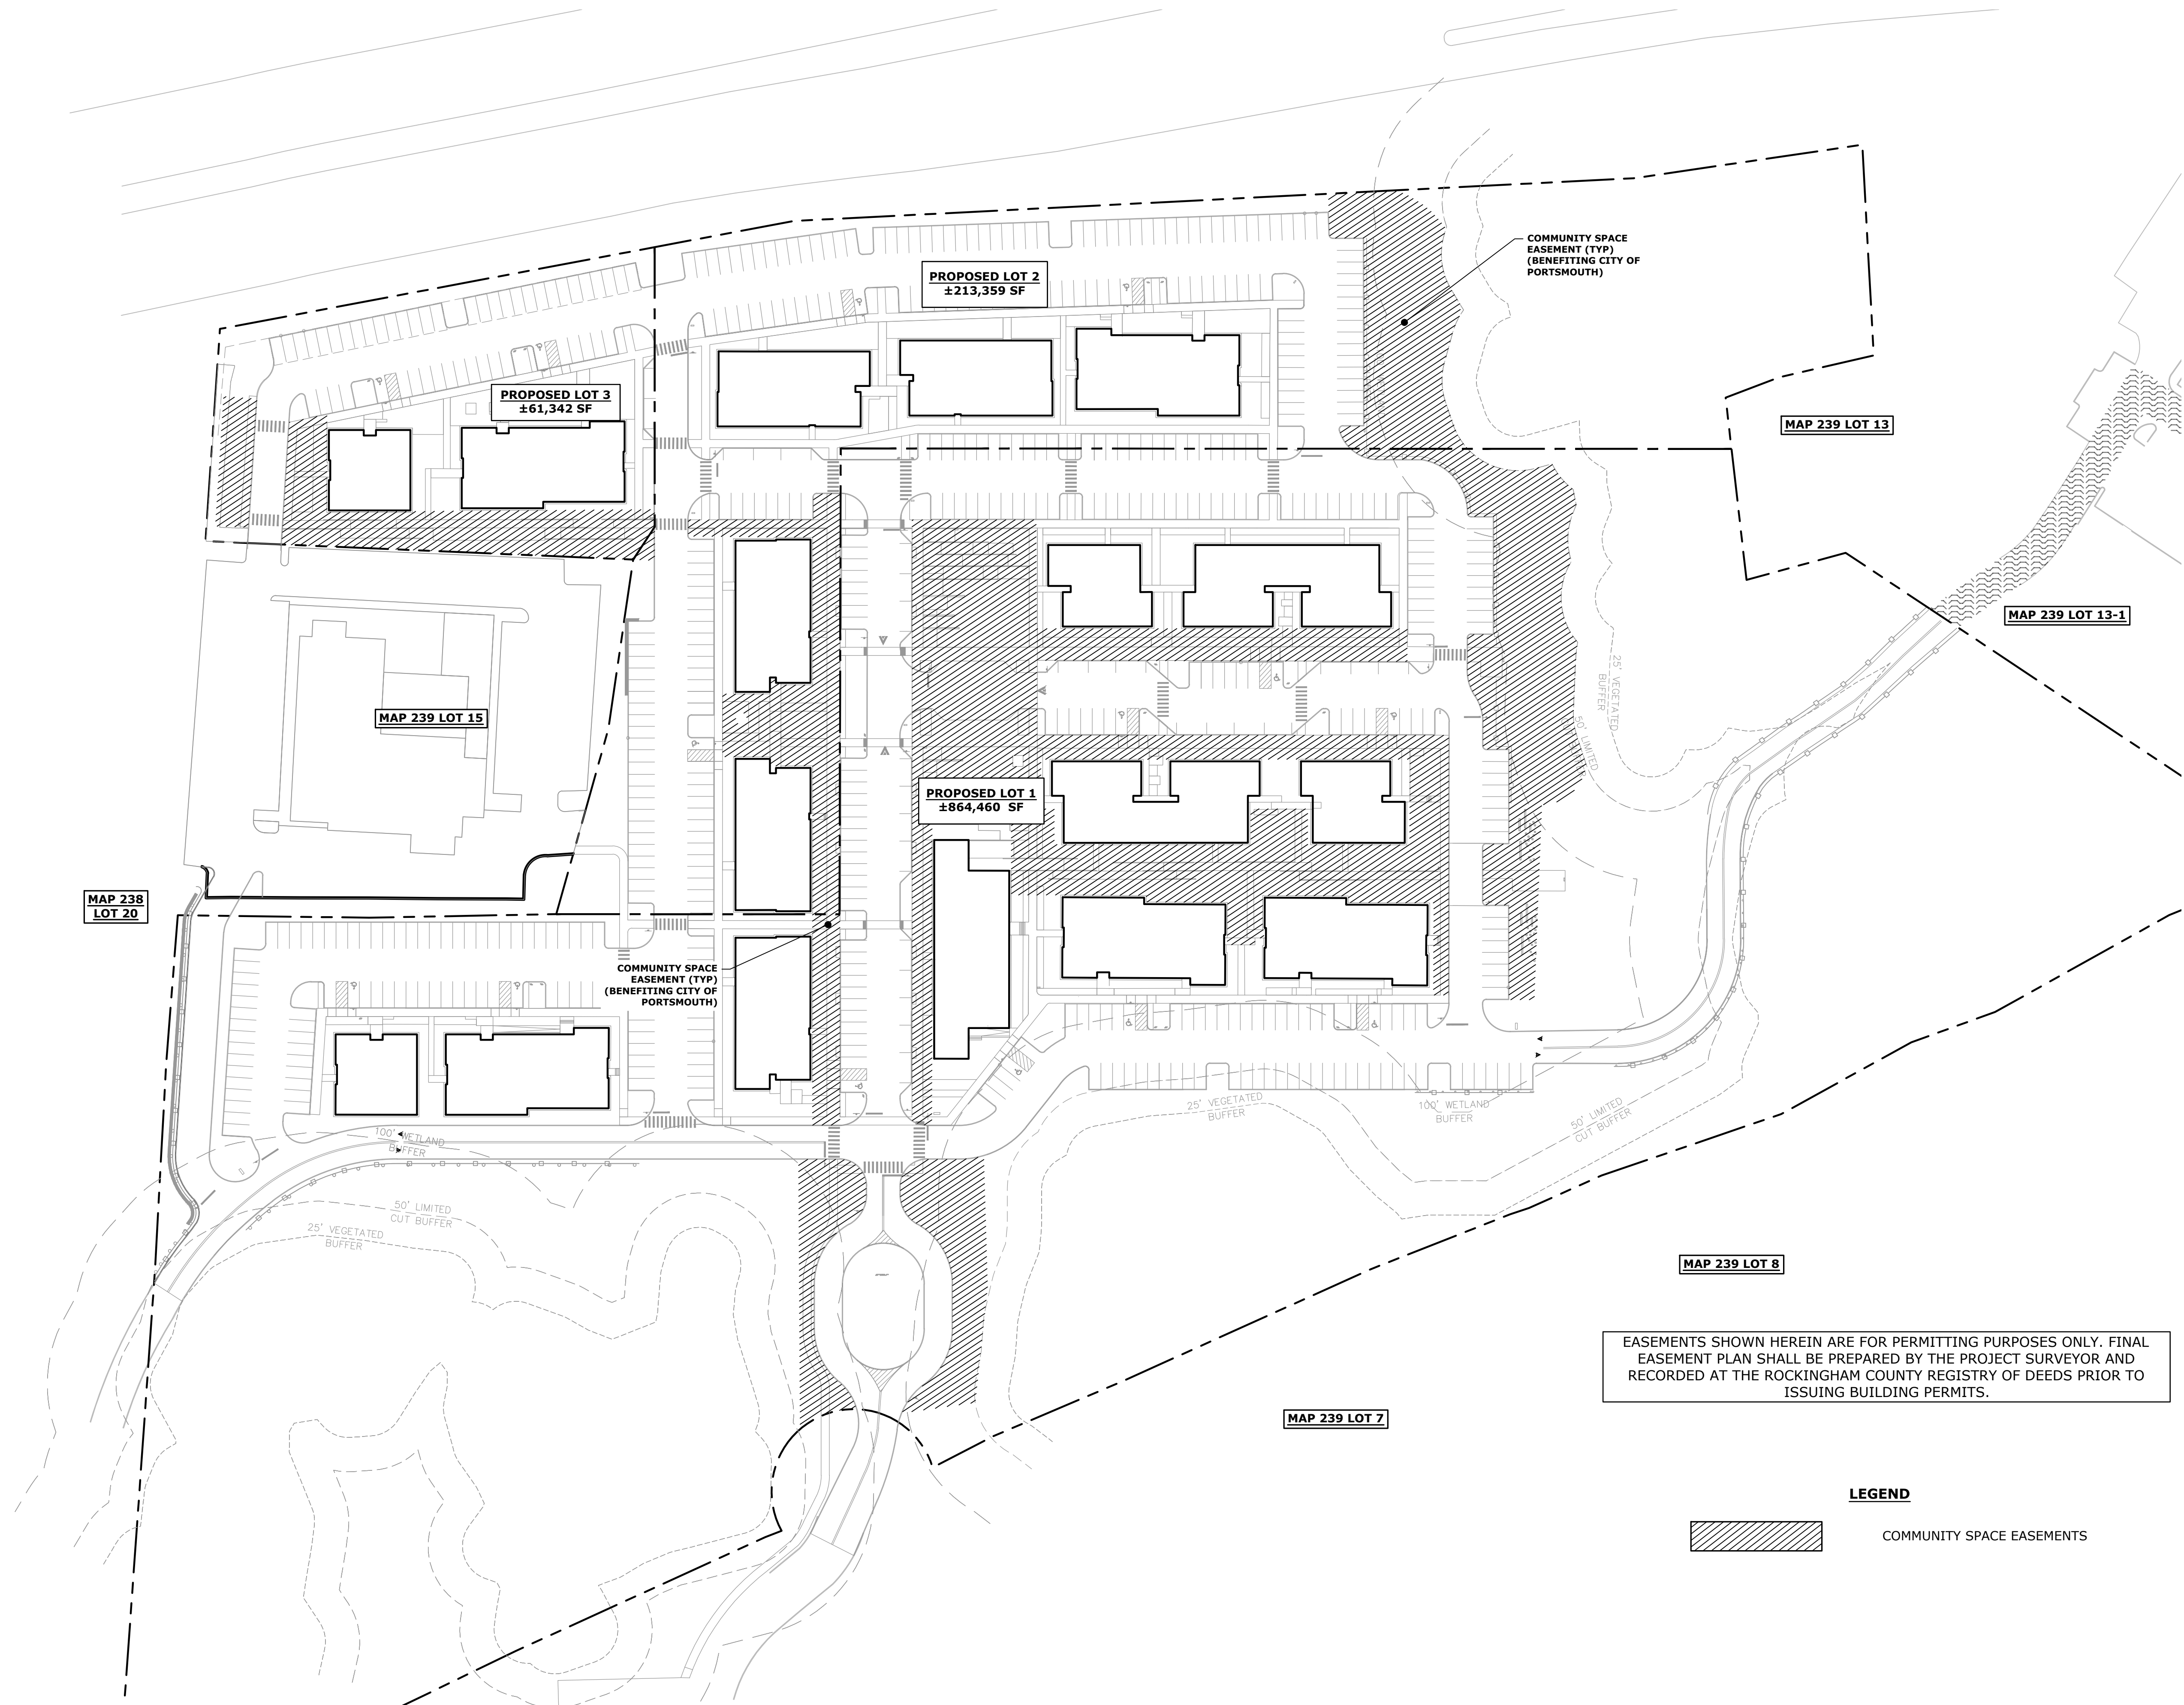 COMMUNITY SPACE
EASEMENT (TYP)
(BENEFITING CITY OF
PORTSMOUTH)
PROPOSED LOT 2
±213,359 SF
PROPOSED LOT 3
±61,342 SF
MAP 239 LOT 13
MAP 239 LOT 13-1
25' VEGETATED
BUFFER
50' LIMITED
MAP 239 LOT 15
PROPOSED LOT 1
±864,460 SF
MAP 238
LOT 20
COMMUNITY SPACE
EASEMENT (TYP)
(BENEFITING CITY OF
PORTSMOUTH)
25' VEGETATED
BUFFER
100' WETLAND
BUFFER
50' LIMITED
CUT BUFFER
100' WETLAND
BUFFER
50' LIMITED
CUT BUFFER
25' VEGETATED
BUFFER
MAP 239 LOT 8
EASEMENTS SHOWN HEREIN ARE FOR PERMITTING PURPOSES ONLY. FINAL
EASEMENT PLAN SHALL BE PREPARED BY THE PROJECT SURVEYOR AND
RECORDED AT THE ROCKINGHAM COUNTY REGISTRY OF DEEDS PRIOR TO
ISSUING BUILDING PERMITS.
MAP 239 LOT 7
LEGEND
COMMUNITY SPACE EASEMENTS